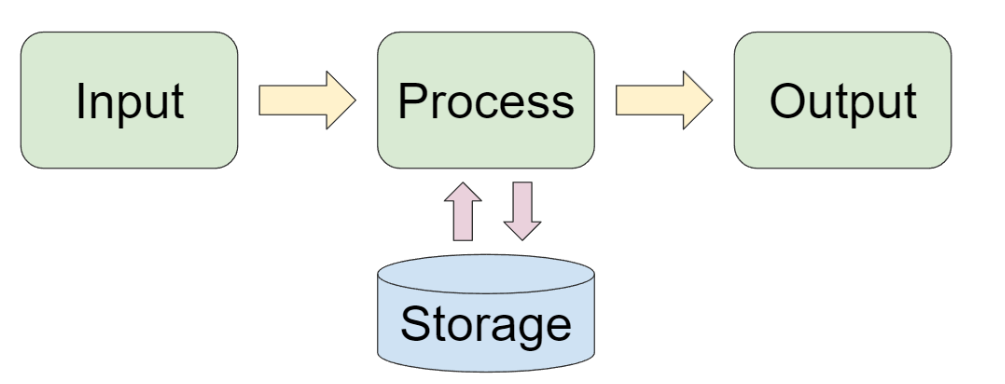 Input
Process
Output
Storage